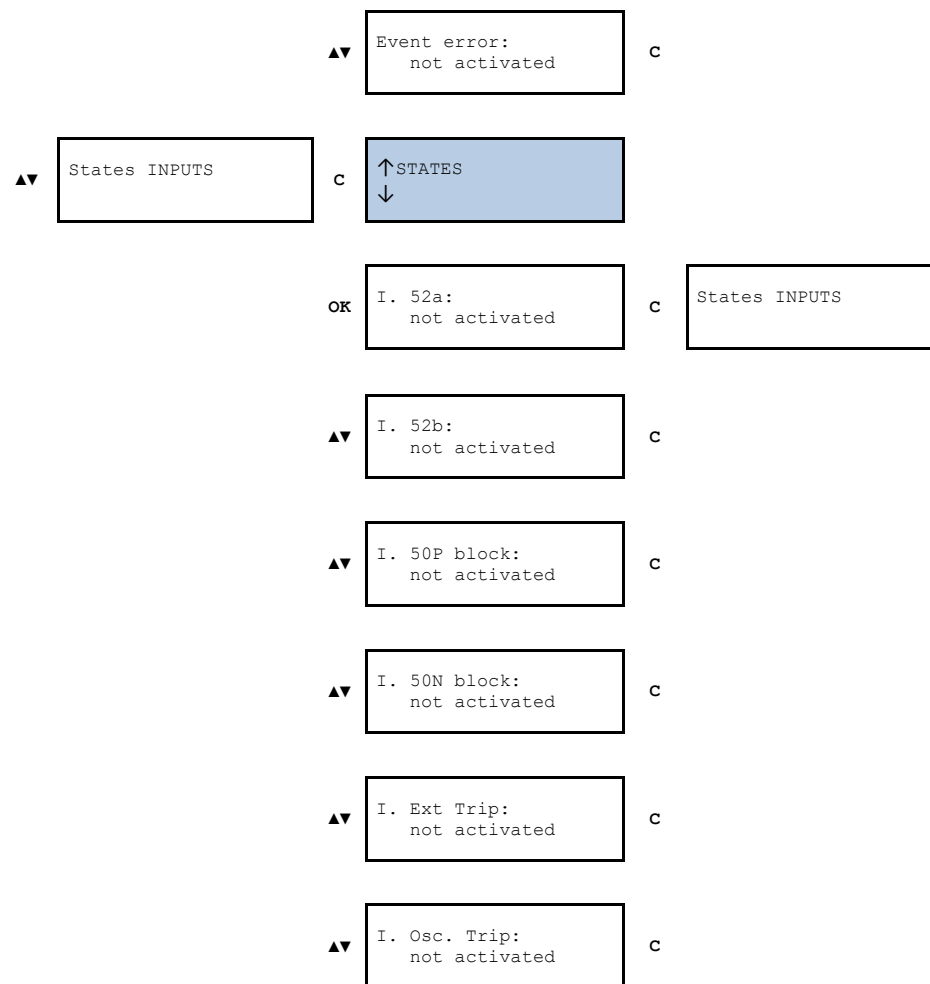 ▲▼ Event error: C
not activated
▲▼ States INPUTS C ↑STATES
↓
OK I. 52a: C States INPUTS
not activated
▲▼ I. 52b: C
not activated
▲▼ I. 50P block: C
not activated
▲▼ I. 50N block: C
not activated
▲▼ I. Ext Trip: C
not activated
▲▼ I. Osc. Trip: C
not activated